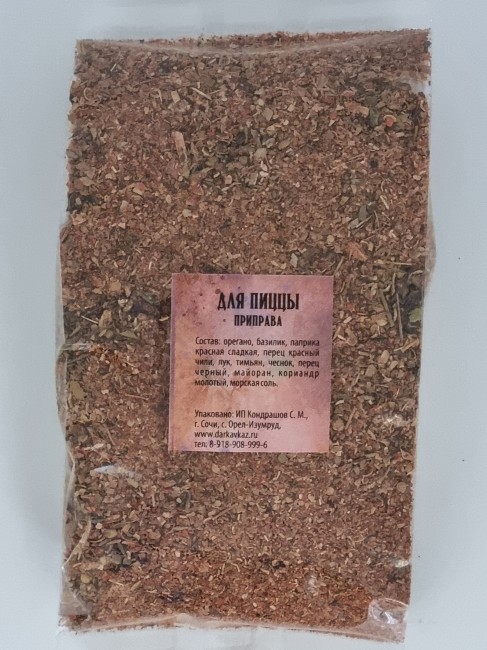 ДЛЯ ПИЦЦЫ
ПРИПРАВА
Состав: орегано, базилик, паприка
красная сладкая, перец красный
чили, лук, тимьян, чеснок, перец
черный, майоран, кориандр
молотый, морская соль.
Упаковано: ИП Кондрашов С. М.,
г. Сочи, с. Орел-Изумруд,
www.darkavkaz.ru
тел. 8-918-908-999-6